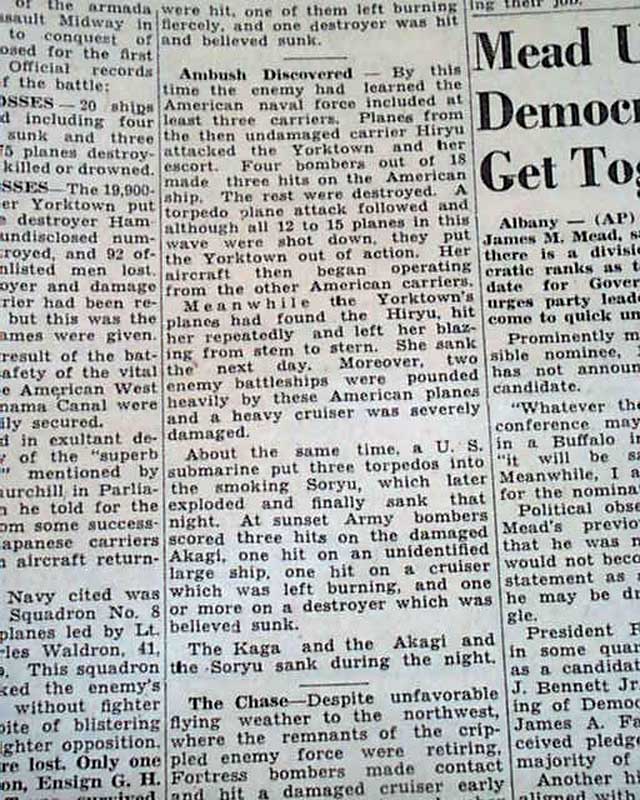 of the armada
ssault Midway in
to conquest of
osed for the first
Official records
f the battle:
OSSES — 20 ships
d including four
sunk and three
75 planes destroy-
killed or drowned.
SSES—The 19,900-
er Yorktown put
e destroyer Ham-
undisclosed num-
royed, and 92 of-
nlisted men lost.
oyer and damage
rier had been re-
but this was the
ames were given.
result of the bat-
afety of the vital
e American West
nama Canal were
ily secured.
d in exultant de-
y of the "superb
" mentioned by
urchill, in Parlia-
n he told for the
om some success-
apanese carriers
n aircraft return-
Navy cited was
Squadron No. 8
planes led by Lt.
les Waldron, 41,
This squadron
ked the enemy's
without fighter
pite of blistering
ghter opposition.
re lost. Only one
on, Ensign G. H.
were hit, one of them left burning
fiercely, and one destroyer was hit
and believed sunk.
Ambush Discovered — By this
time the enemy had learned the
American naval force included at
least three carriers. Planes from
the then undamaged carrier Hiryu
attacked the Yorktown and her
escort. Four bombers out of 18
made three hits on the American
ship. The rest were destroyed. A
torpedo plane attack followed and
although all 12 to 15 planes in this
wave were shot down, they put
the Yorktown out of action. Her
aircraft then began operating
from the other American carriers.
Meanwhile the Yorktown's
planes had found the Hiryu, hit
her repeatedly and left her blaz-
ing from stem to stern. She sank
the next day. Moreover, two
enemy battleships were pounded
heavily by these American planes
and a heavy cruiser was severely
damaged.
About the same time, a U. S.
submarine put three torpedos into
the smoking Soryu, which later
exploded and finally sank that
night. At sunset Army bombers
scored three hits on the damaged
Akagi, one hit on an unidentified
large ship, one hit on a cruiser
which was left burning, and one
or more on a destroyer which was
believed sunk.
The Kaga and the Akagi and
the Soryu sank during the night.
The Chase—Despite unfavorable
flying weather to the northwest,
where the remnants of the crip-
pled enemy force were retiring,
Fortress bombers made contact
and hit a damaged cruiser early
ing their job.
Mead U
Democr
Get Tog
Albany — (AP)
James M. Mead, s
there is a divisi
cratic ranks as t
date for Gover
urges party lead
come to quick un
Prominently m
sible nominee,
has not announ
candidate.
"Whatever the
conference may
in a Buffalo in
"it will be sa
Meanwhile, I a
for the nomina
Political obse
Mead's previo
that he was n
would not beco
statement as
he may be dr
gle.
President R
in some quar
as a candidat
J. Bennett Jr.
ing of Democ
James A. Fa
ceived pledge
majority of
Another h
aligned with